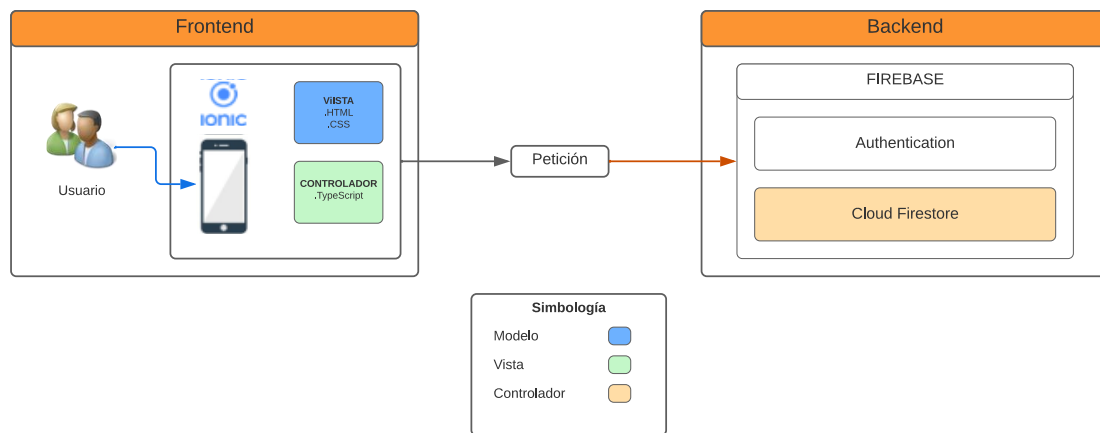 Frontend
Usuario
IONIC
ViISTA
.HTML
.CSS
CONTROLADOR
.TypeScript
Petición
Backend
FIREBASE
Authentication
Cloud Firestore
Simbología
Modelo
Vista
Controlador